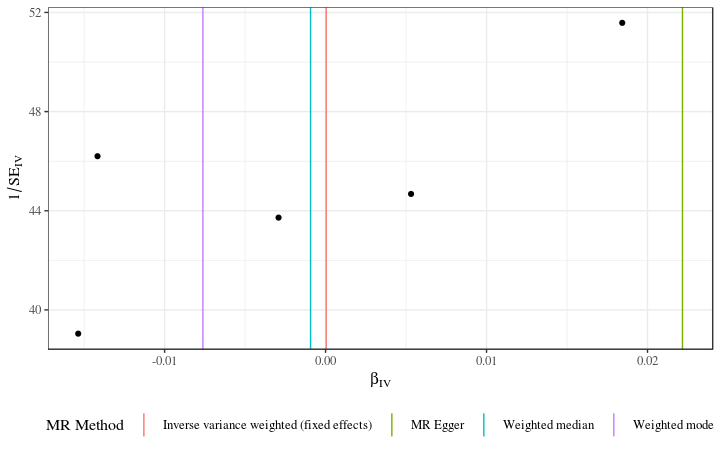 52
48
44
40
1/SE_IV
-0.01 0.00 0.01 0.02
β_IV
MR Method Inverse variance weighted (fixed effects) MR Egger Weighted median Weighted mode